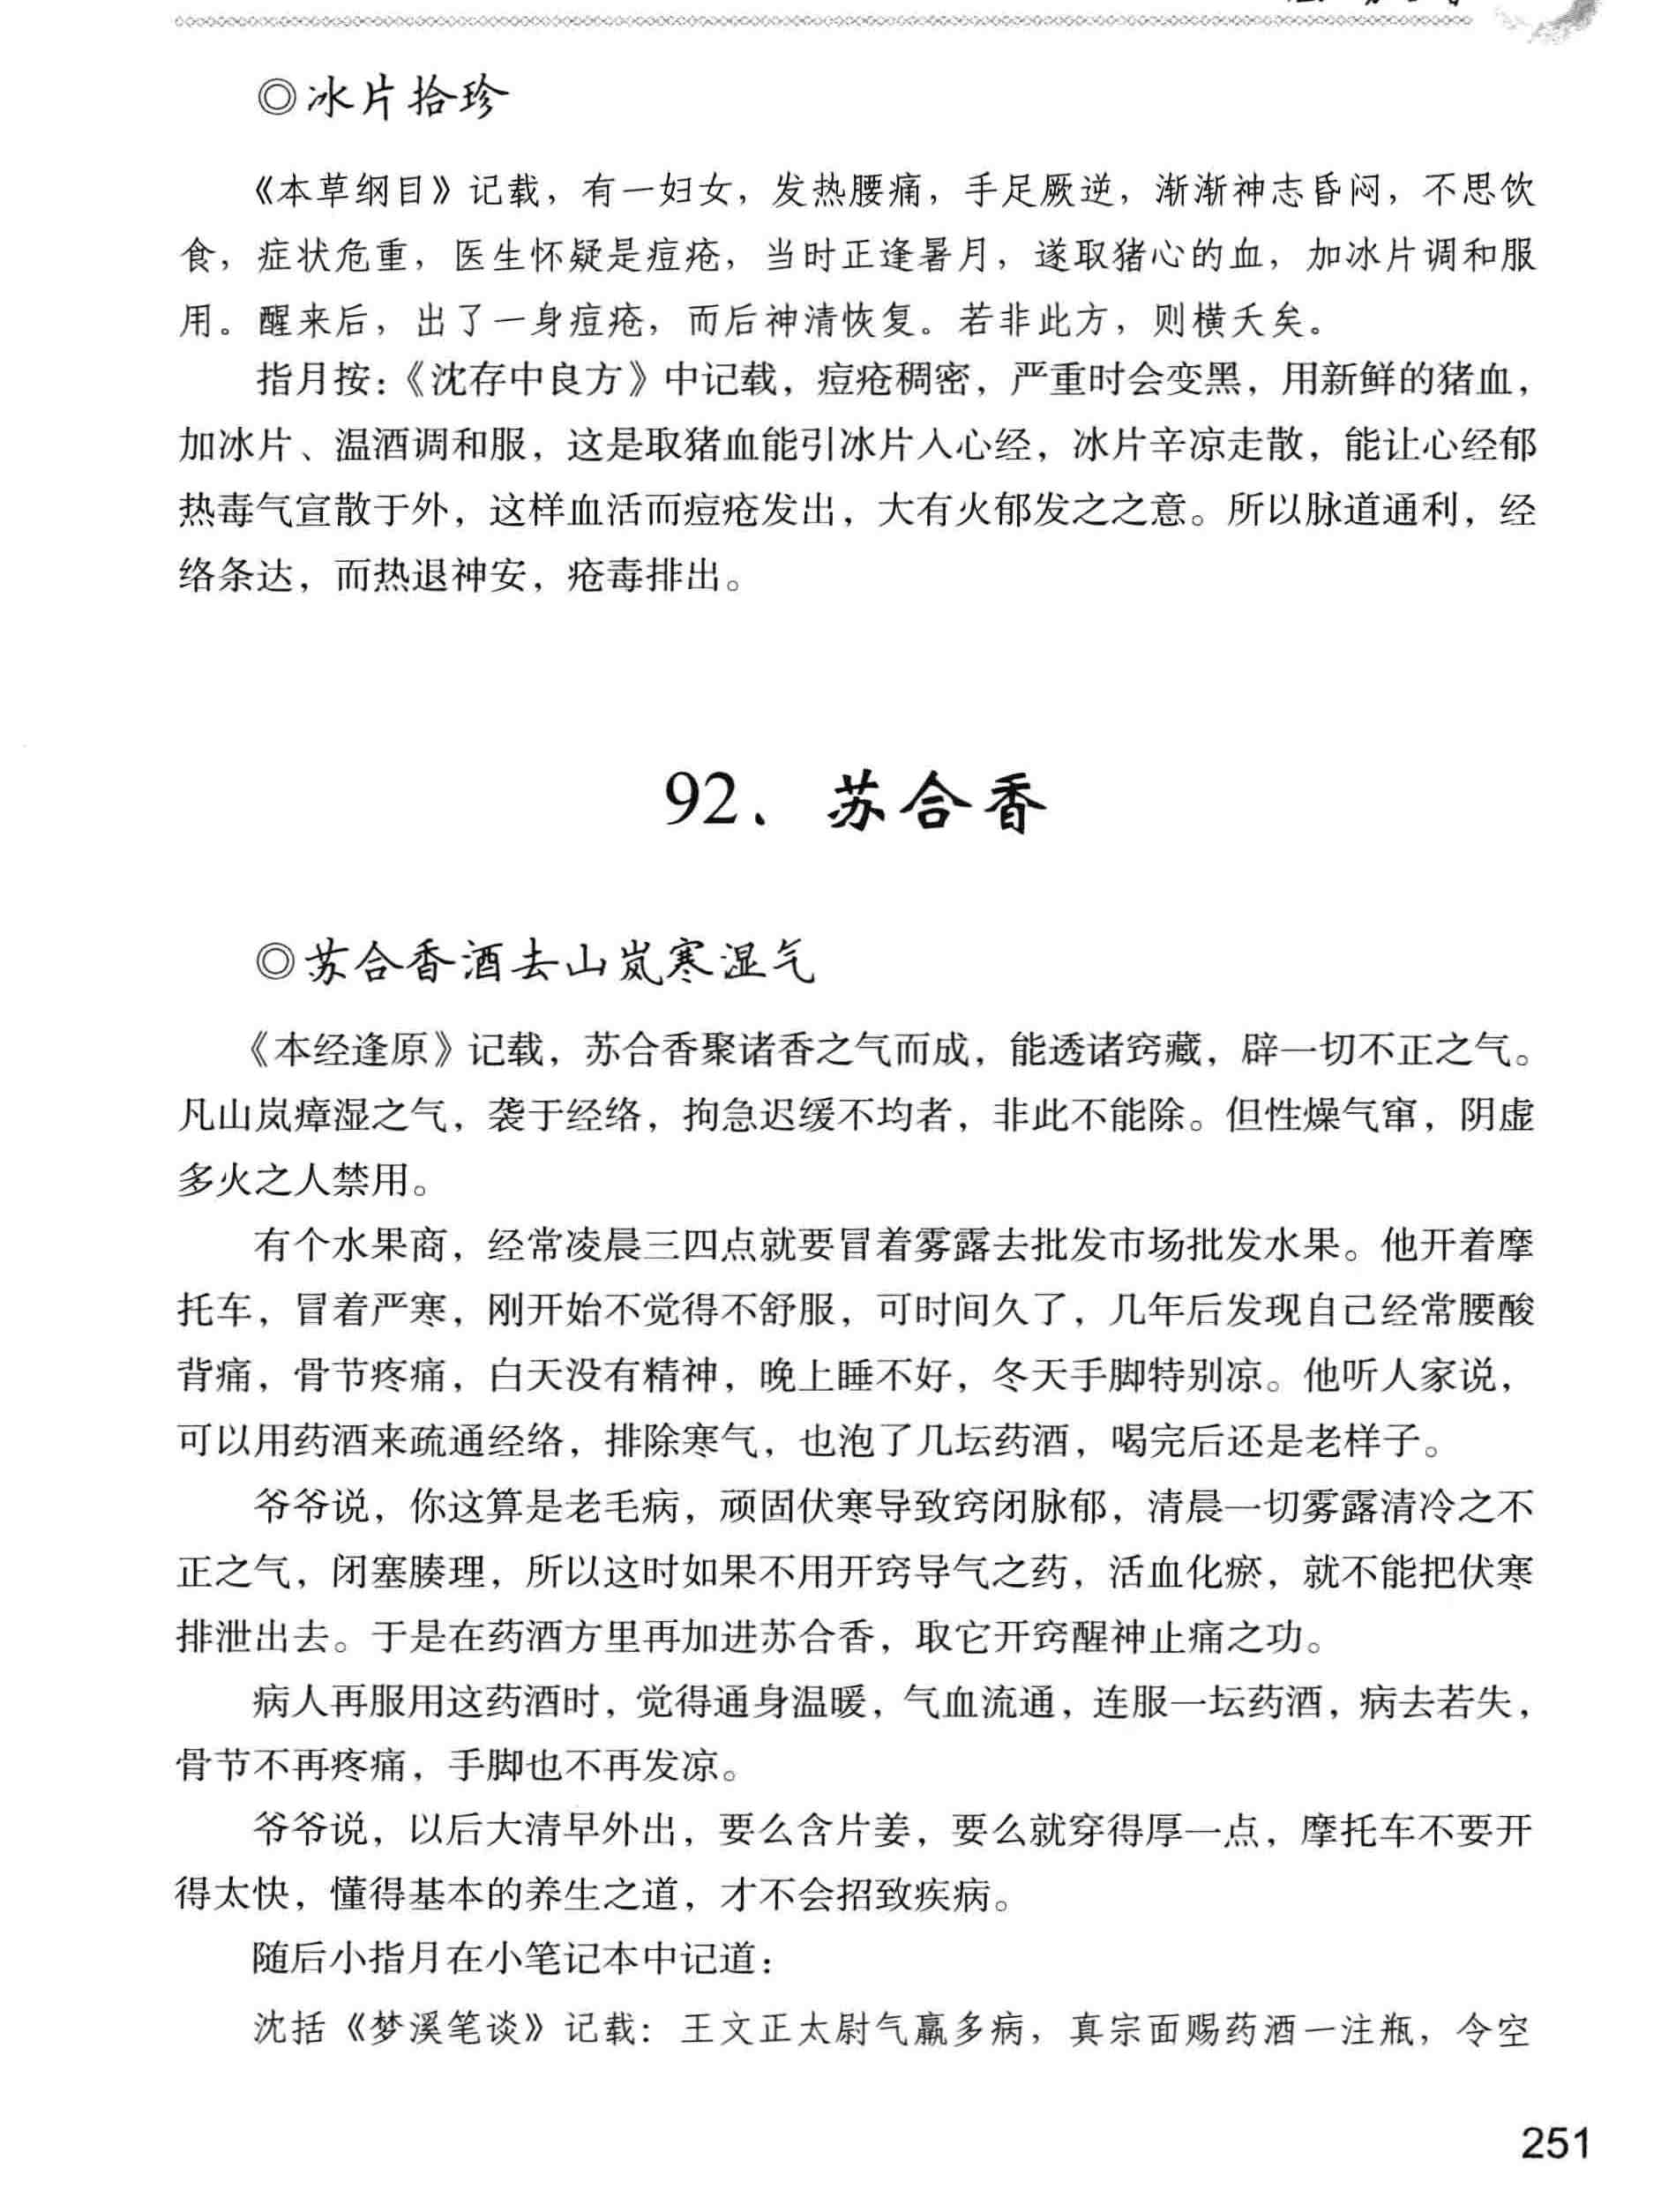 ◎冰片拾珍
《本草纲目》记载，有一妇女，发热腰痛，手足厥逆，渐渐神志昏闷，不思饮
食，症状危重，医生怀疑是痘疮，当时正逢暑月，遂取猪心的血，加冰片调和服
用。醒来后，出了一身痘疮，而后神清恢复。若非此方，则横夭矣。
指月按：《沈存中良方》中记载，痘疮稠密，严重时会变黑，用新鲜的猪血，
加冰片、温酒调和服，这是取猪血能引冰片入心经，冰片辛凉走散，能让心经郁
热毒气宣散于外，这样血活而痘疮发出，大有火郁发之之意。所以脉道通利，经
络条达，而热退神安，疮毒排出。
92、苏合香
◎苏合香酒去山岚寒湿气
《本经逢原》记载，苏合香聚诸香之气而成，能透诸窍藏，辟一切不正之气。
凡山岚瘴湿之气，袭于经络，拘急迟缓不均者，非此不能除。但性燥气窜，阴虚
多火之人禁用。
有个水果商，经常凌晨三四点就要冒着雾露去批发市场批发水果。他开着摩
托车，冒着严寒，刚开始不觉得不舒服，可时间久了，几年后发现自己经常腰酸
背痛，骨节疼痛，白天没有精神，晚上睡不好，冬天手脚特别凉。他听人家说，
可以用药酒来疏通经络，排除寒气，也泡了几坛药酒，喝完后还是老样子。
爷爷说，你这算是老毛病，顽固伏寒导致窍闭脉郁，清晨一切雾露清冷之不
正之气，闭塞腠理，所以这时如果不用开窍导气之药，活血化瘀，就不能把伏寒
排泄出去。于是在药酒方里再加进苏合香，取它开窍醒神止痛之功。
病人再服用这药酒时，觉得通身温暖，气血流通，连服一坛药酒，病去若失，
骨节不再疼痛，手脚也不再发凉。
爷爷说，以后大清早外出，要么含片姜，要么就穿得厚一点，摩托车不要开
得太快，懂得基本的养生之道，才不会招致疾病。
随后小指月在小笔记本中记道：
沈括《梦溪笔谈》记载：王文正太尉气羸多病，真宗面赐药酒一注瓶，令空
251